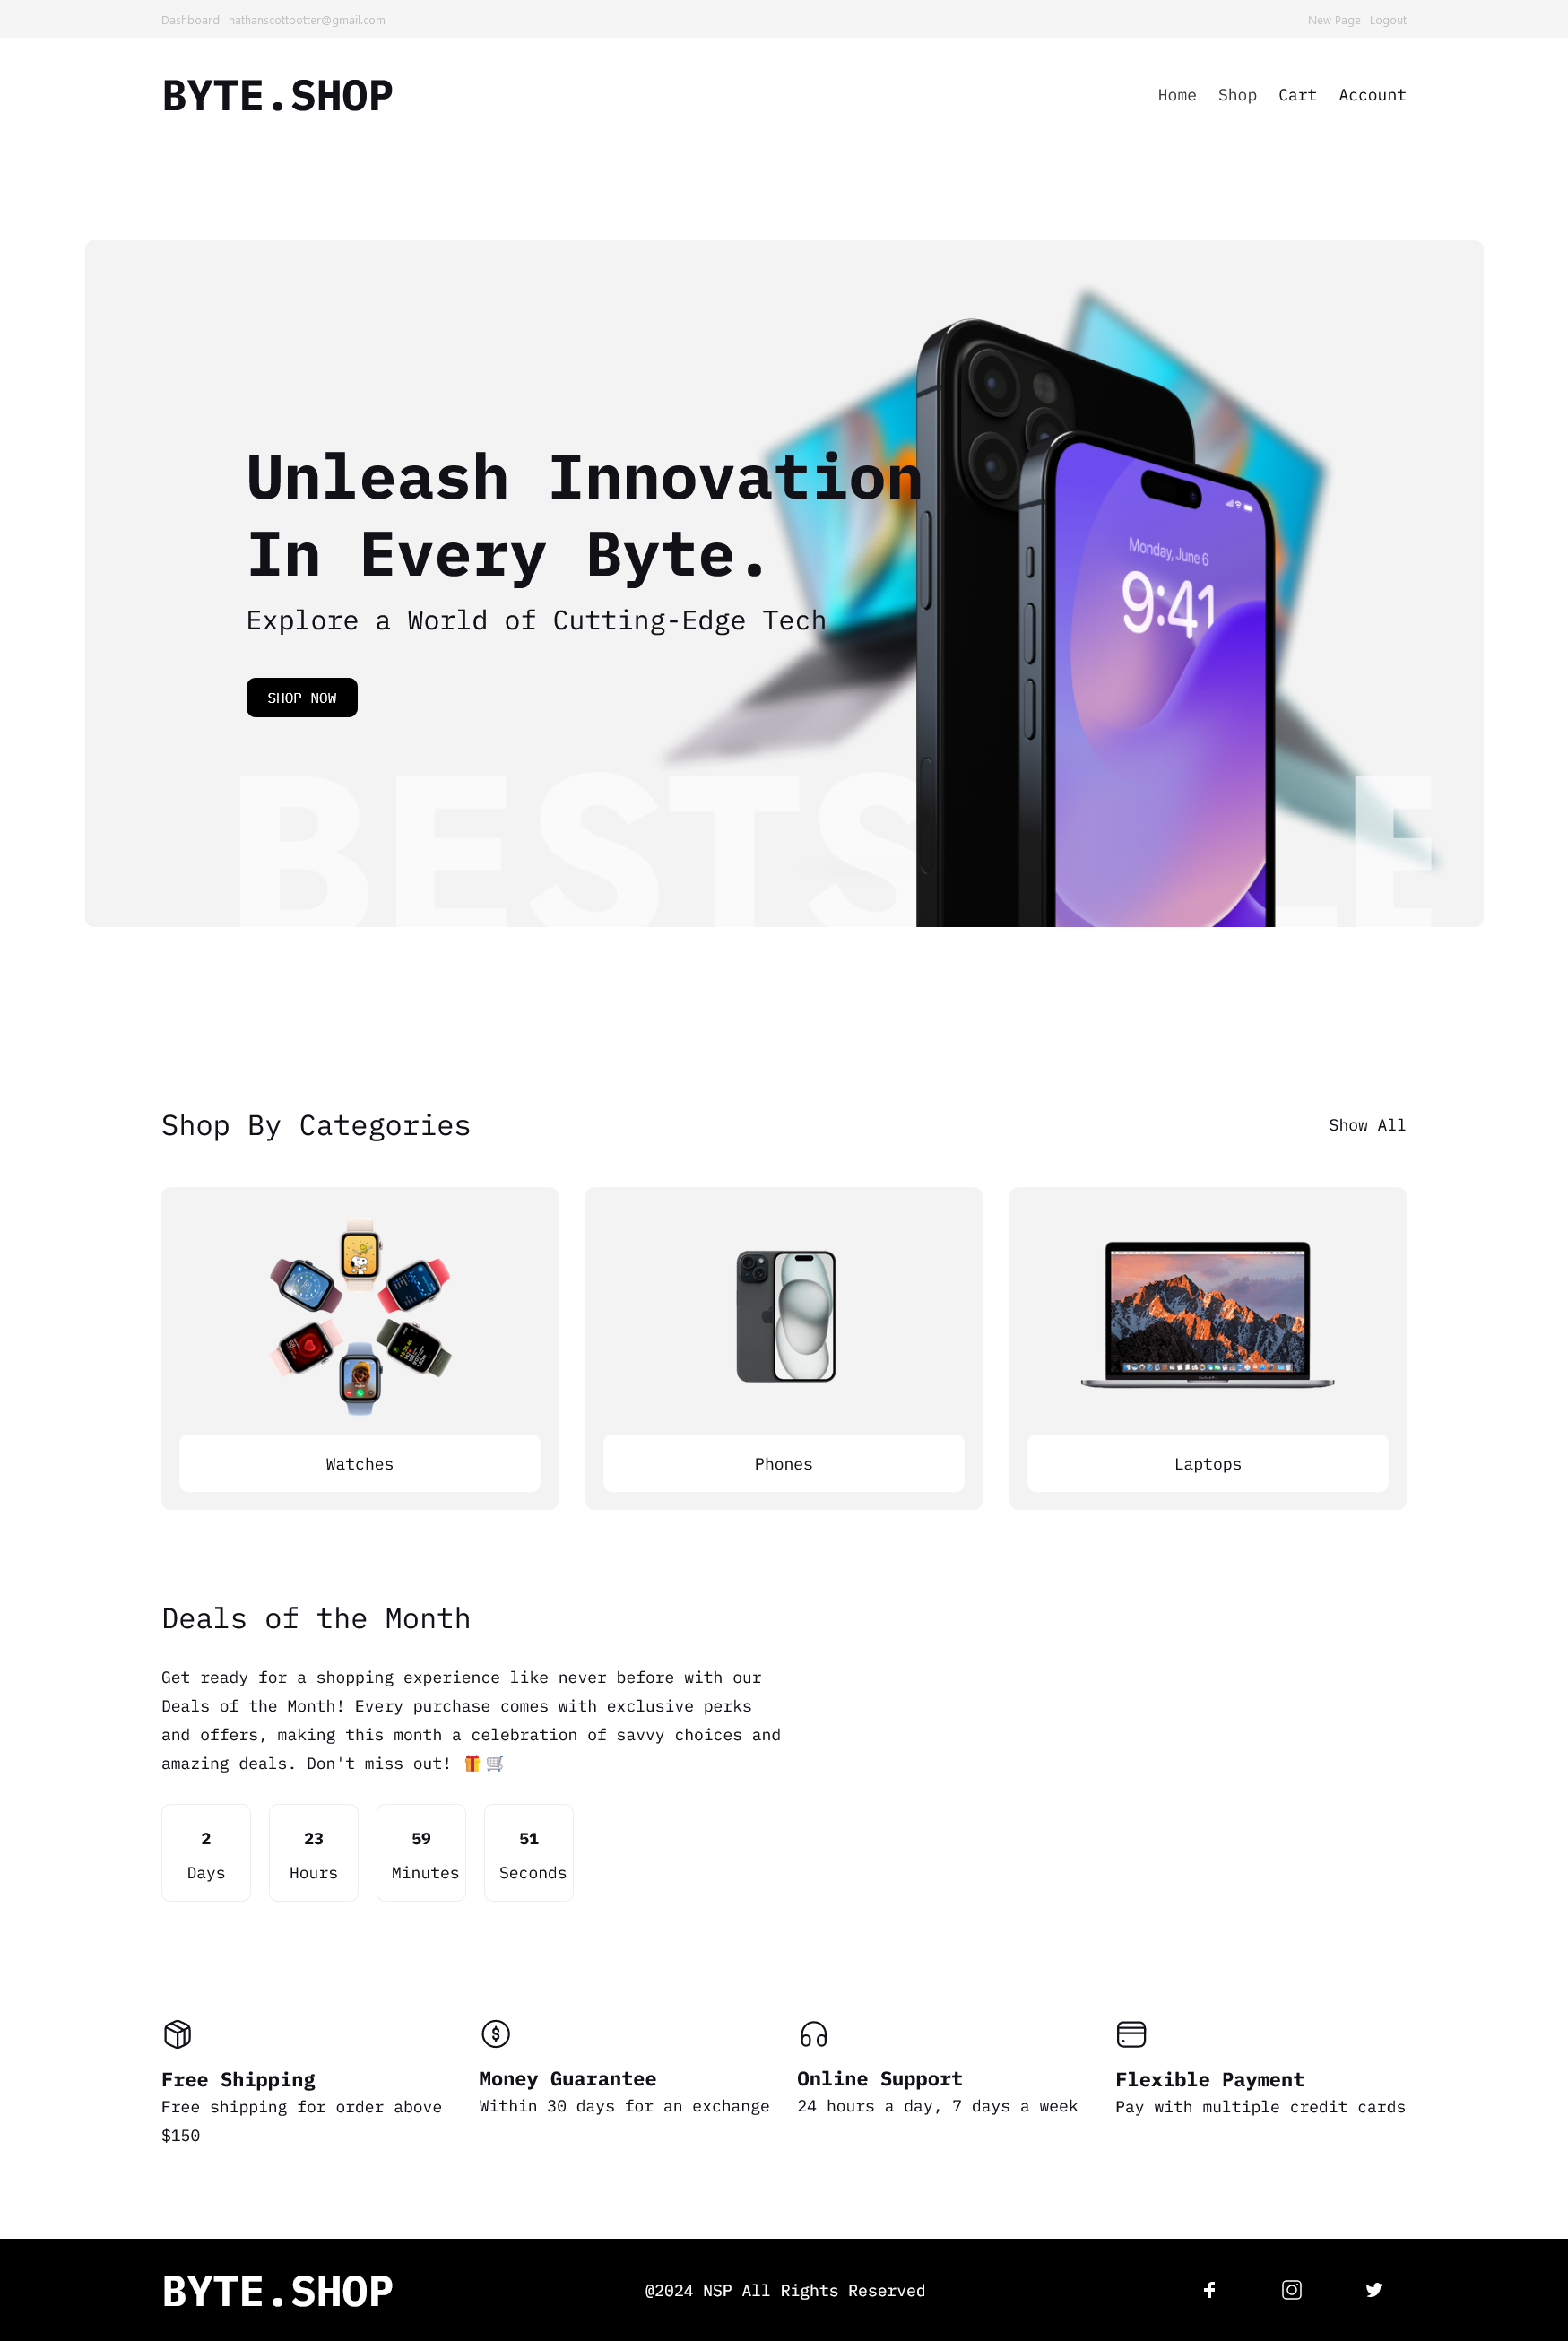 Dashboard nathanscottpotter@gmail.com New Page Logout
BYTE.SHOP
Home Shop Cart Account
Unleash Innovation
In Every Byte.
Explore a World of Cutting-Edge Tech
SHOP NOW
Monday, June 6
9:41
Shop By Categories
Show All
Watches
Phones
Laptops
Deals of the Month
Get ready for a shopping experience like never before with our
Deals of the Month! Every purchase comes with exclusive perks
and offers, making this month a celebration of savvy choices and
amazing deals. Don't miss out! 🎁🛒
2
Days
23
Hours
59
Minutes
51
Seconds
Free Shipping
Free shipping for order above
$150
Money Guarantee
Within 30 days for an exchange
Online Support
24 hours a day, 7 days a week
Flexible Payment
Pay with multiple credit cards
BYTE.SHOP
@2024 NSP All Rights Reserved